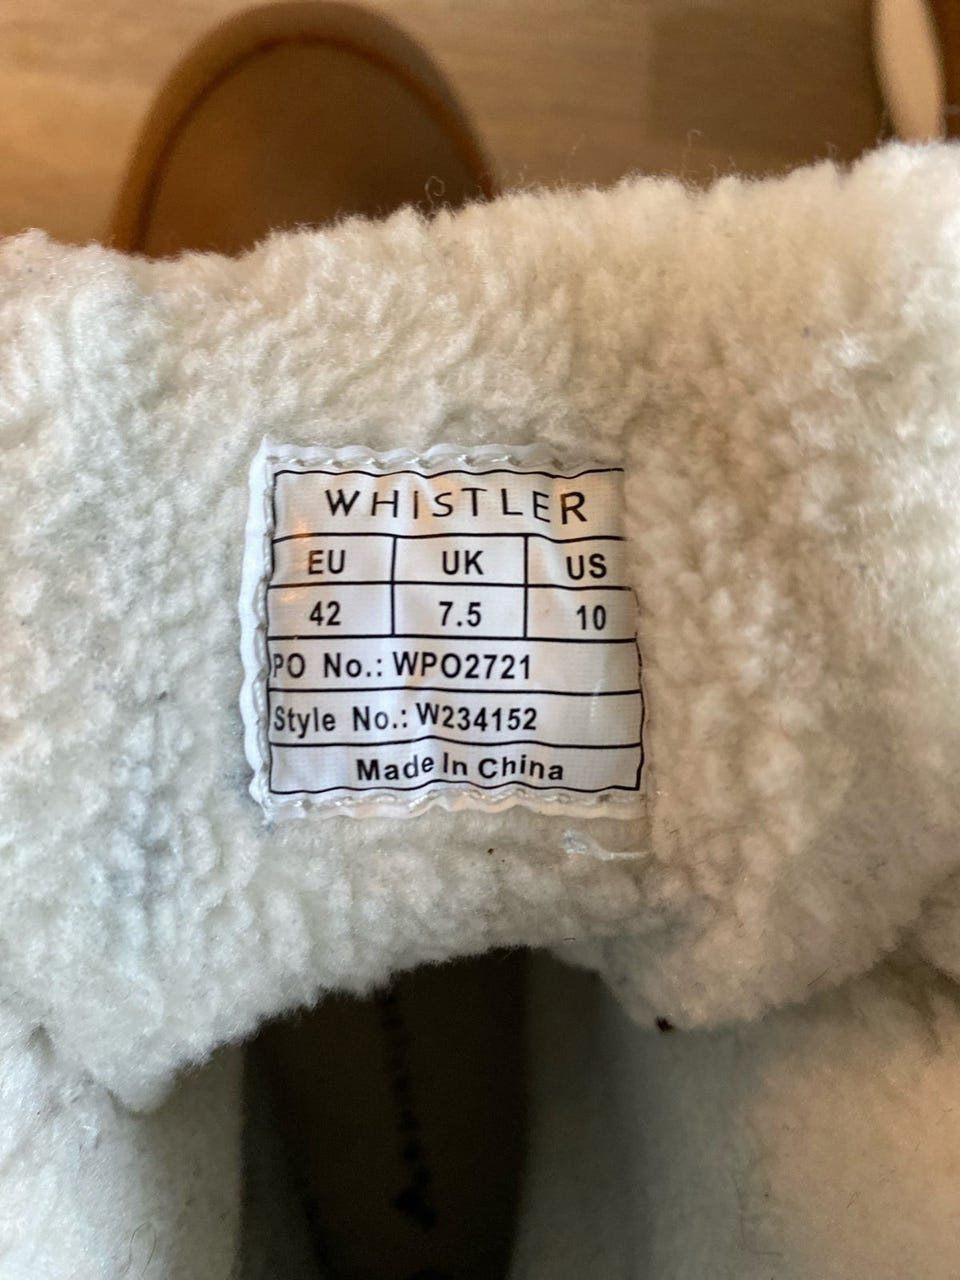 WHISTLER
EU UK US
42 7.5 10
PO No.: WPO2721
Style No.: W234152
Made In China